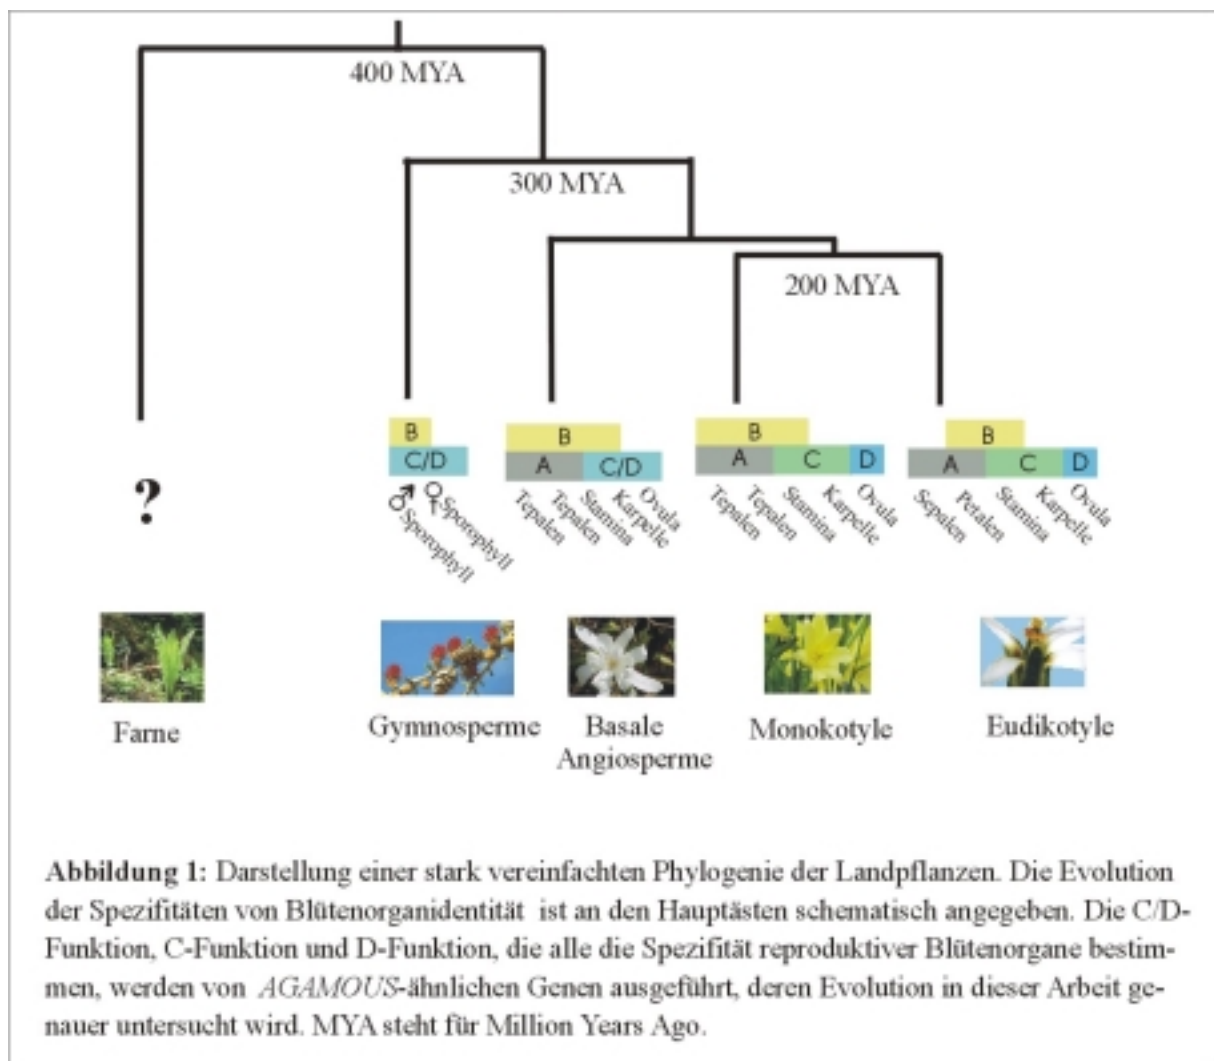 400 MYA
300 MYA
200 MYA
?
B
C/D
♂Sporophyll
♀Sporophyll
B
A C/D
Tepalen
Tepalen
Stamina
Karpelle
Ovula
B
A C D
Tepalen
Tepalen
Stamina
Karpelle
Ovula
B
A C D
Sepalen
Petalen
Stamina
Karpelle
Ovula
Farne
Gymnosperme
Basale
Angiosperme
Monokotyle
Eudikotyle
Abbildung 1: Darstellung einer stark vereinfachten Phylogenie der Landpflanzen. Die Evolution
der Spezifitäten von Blütenorganidentität ist an den Hauptästen schematisch angegeben. Die C/D-
Funktion, C-Funktion und D-Funktion, die alle die Spezifität reproduktiver Blütenorgane bestim-
men, werden von AGAMOUS-ähnlichen Genen ausgeführt, deren Evolution in dieser Arbeit ge-
nauer untersucht wird. MYA steht für Million Years Ago.